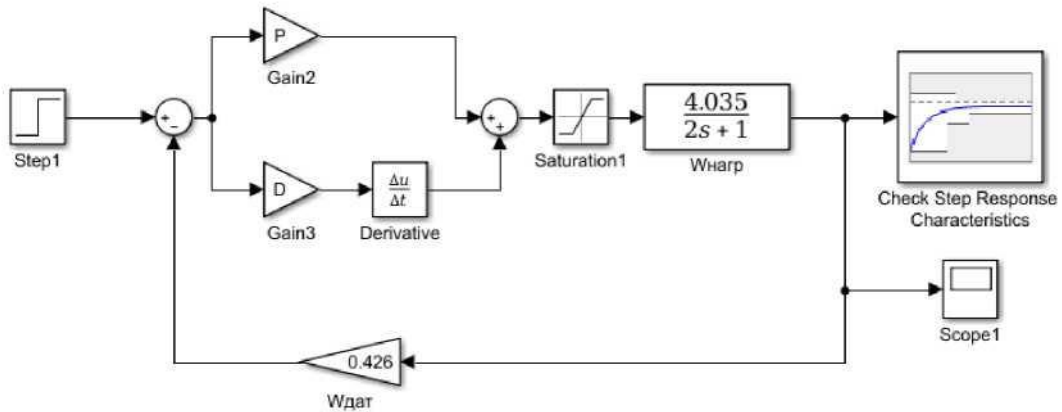 P
Gain2
Step1
+
−
+
+
Saturation1
4.035
2s + 1
Wнагр
Check Step Response
Characteristics
D
Gain3
Δu
Δt
Derivative
Scope1
0.426
Wдат